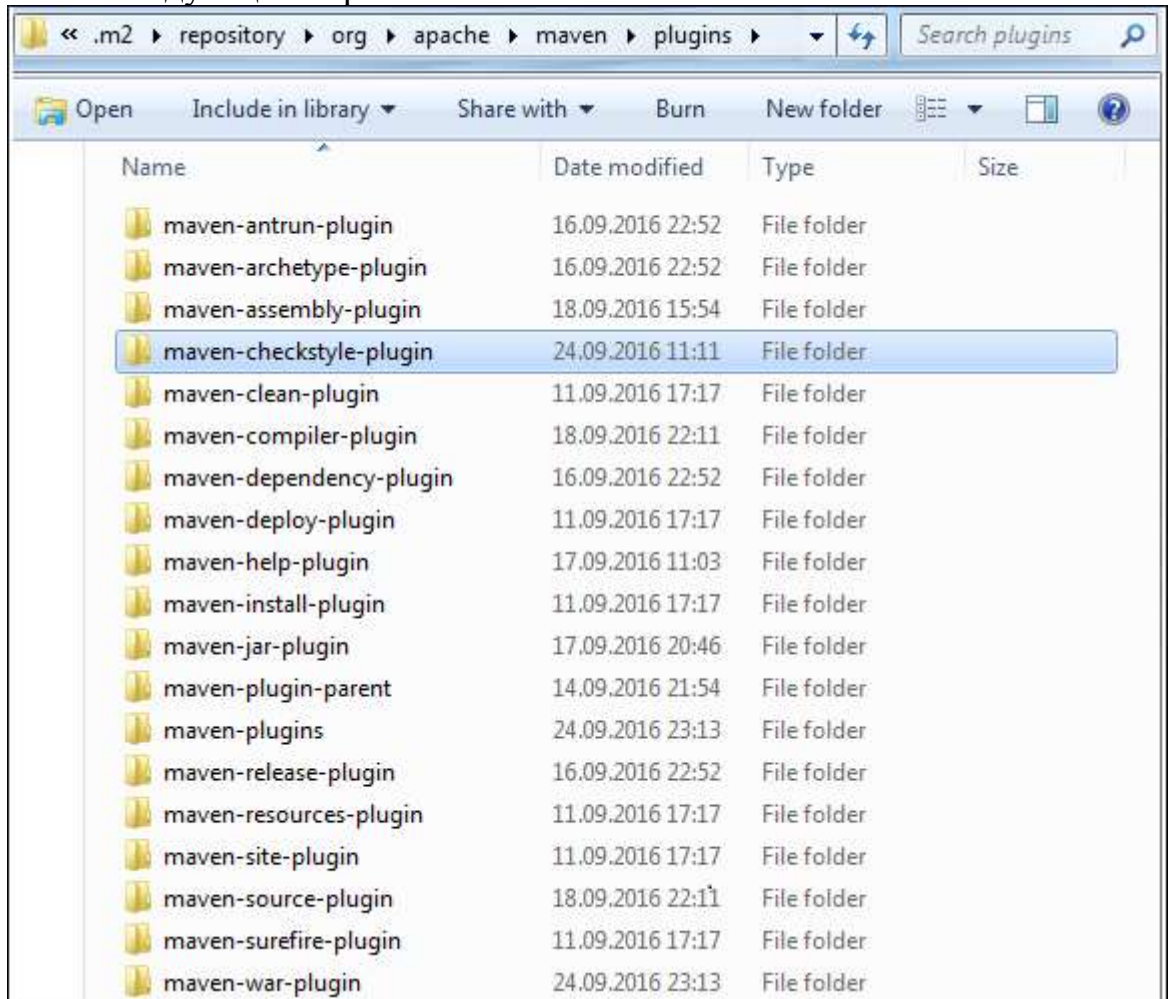 « .m2 ▸ repository ▸ org ▸ apache ▸ maven ▸ plugins ▸ Search plugins
Open Include in library Share with Burn New folder
Name Date modified Type Size
maven-antrun-plugin 16.09.2016 22:52 File folder
maven-archetype-plugin 16.09.2016 22:52 File folder
maven-assembly-plugin 18.09.2016 15:54 File folder
maven-checkstyle-plugin 24.09.2016 11:11 File folder
maven-clean-plugin 11.09.2016 17:17 File folder
maven-compiler-plugin 18.09.2016 22:11 File folder
maven-dependency-plugin 16.09.2016 22:52 File folder
maven-deploy-plugin 11.09.2016 17:17 File folder
maven-help-plugin 17.09.2016 11:03 File folder
maven-install-plugin 11.09.2016 17:17 File folder
maven-jar-plugin 17.09.2016 20:46 File folder
maven-plugin-parent 14.09.2016 21:54 File folder
maven-plugins 24.09.2016 23:13 File folder
maven-release-plugin 16.09.2016 22:52 File folder
maven-resources-plugin 11.09.2016 17:17 File folder
maven-site-plugin 11.09.2016 17:17 File folder
maven-source-plugin 18.09.2016 22:11 File folder
maven-surefire-plugin 11.09.2016 17:17 File folder
maven-war-plugin 24.09.2016 23:13 File folder